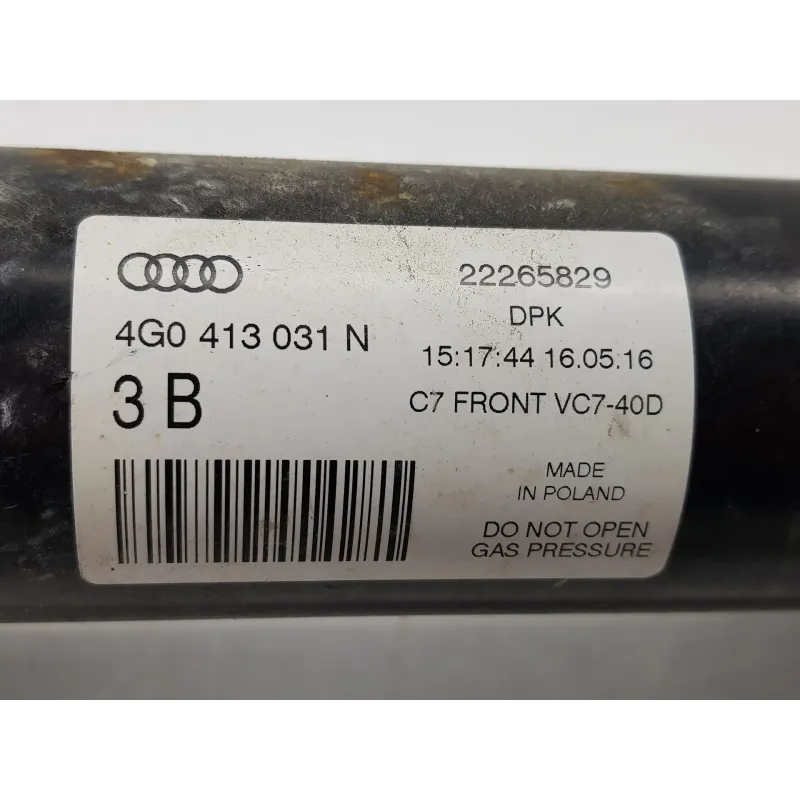 4G0 413 031 N
3 B
22265829
DPK
15:17:44 16.05.16
C7 FRONT VC7-40D
MADE
IN POLAND
DO NOT OPEN
GAS PRESSURE